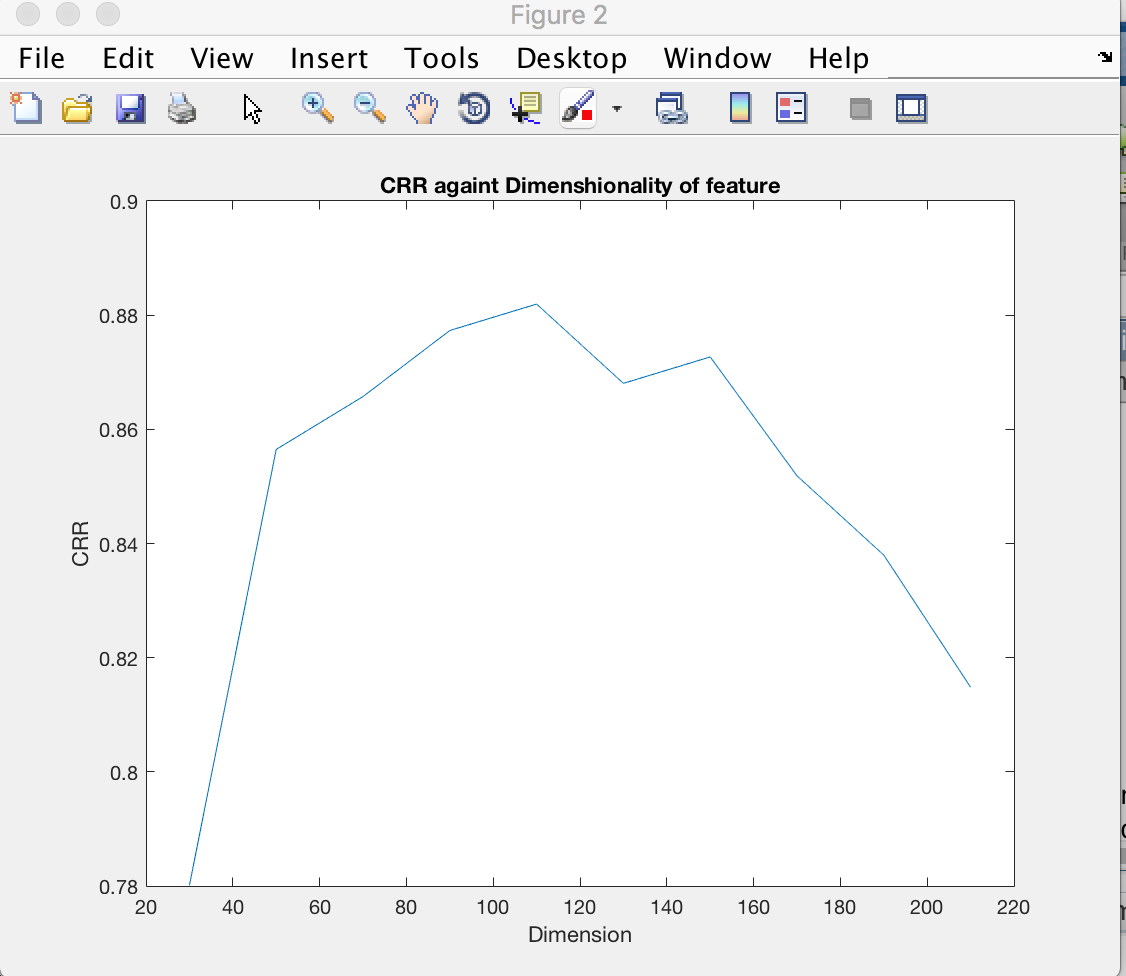 Figure 2
File Edit View Insert Tools Desktop Window Help
CRR againt Dimenshionality of feature
0.9
0.88
0.86
0.84
0.82
0.8
0.78
CRR
20 40 60 80 100 120 140 160 180 200 220
Dimension